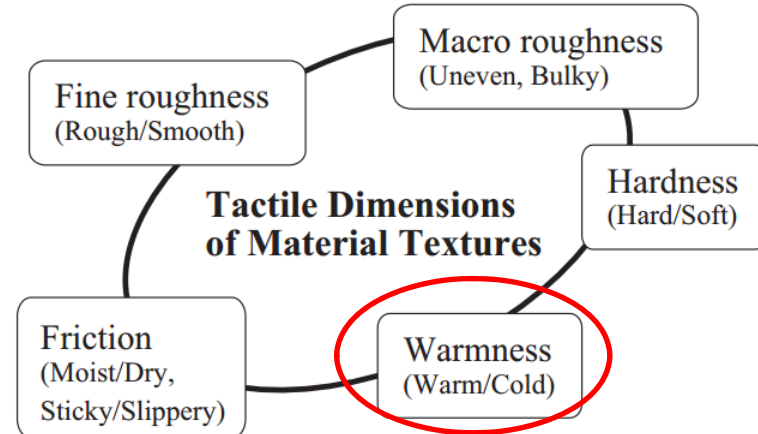 Macro roughness
(Uneven, Bulky)
Fine roughness
(Rough/Smooth)
Hardness
(Hard/Soft)
Tactile Dimensions
of Material Textures
Friction
(Moist/Dry,
Sticky/Slippery)
Warmness
(Warm/Cold)